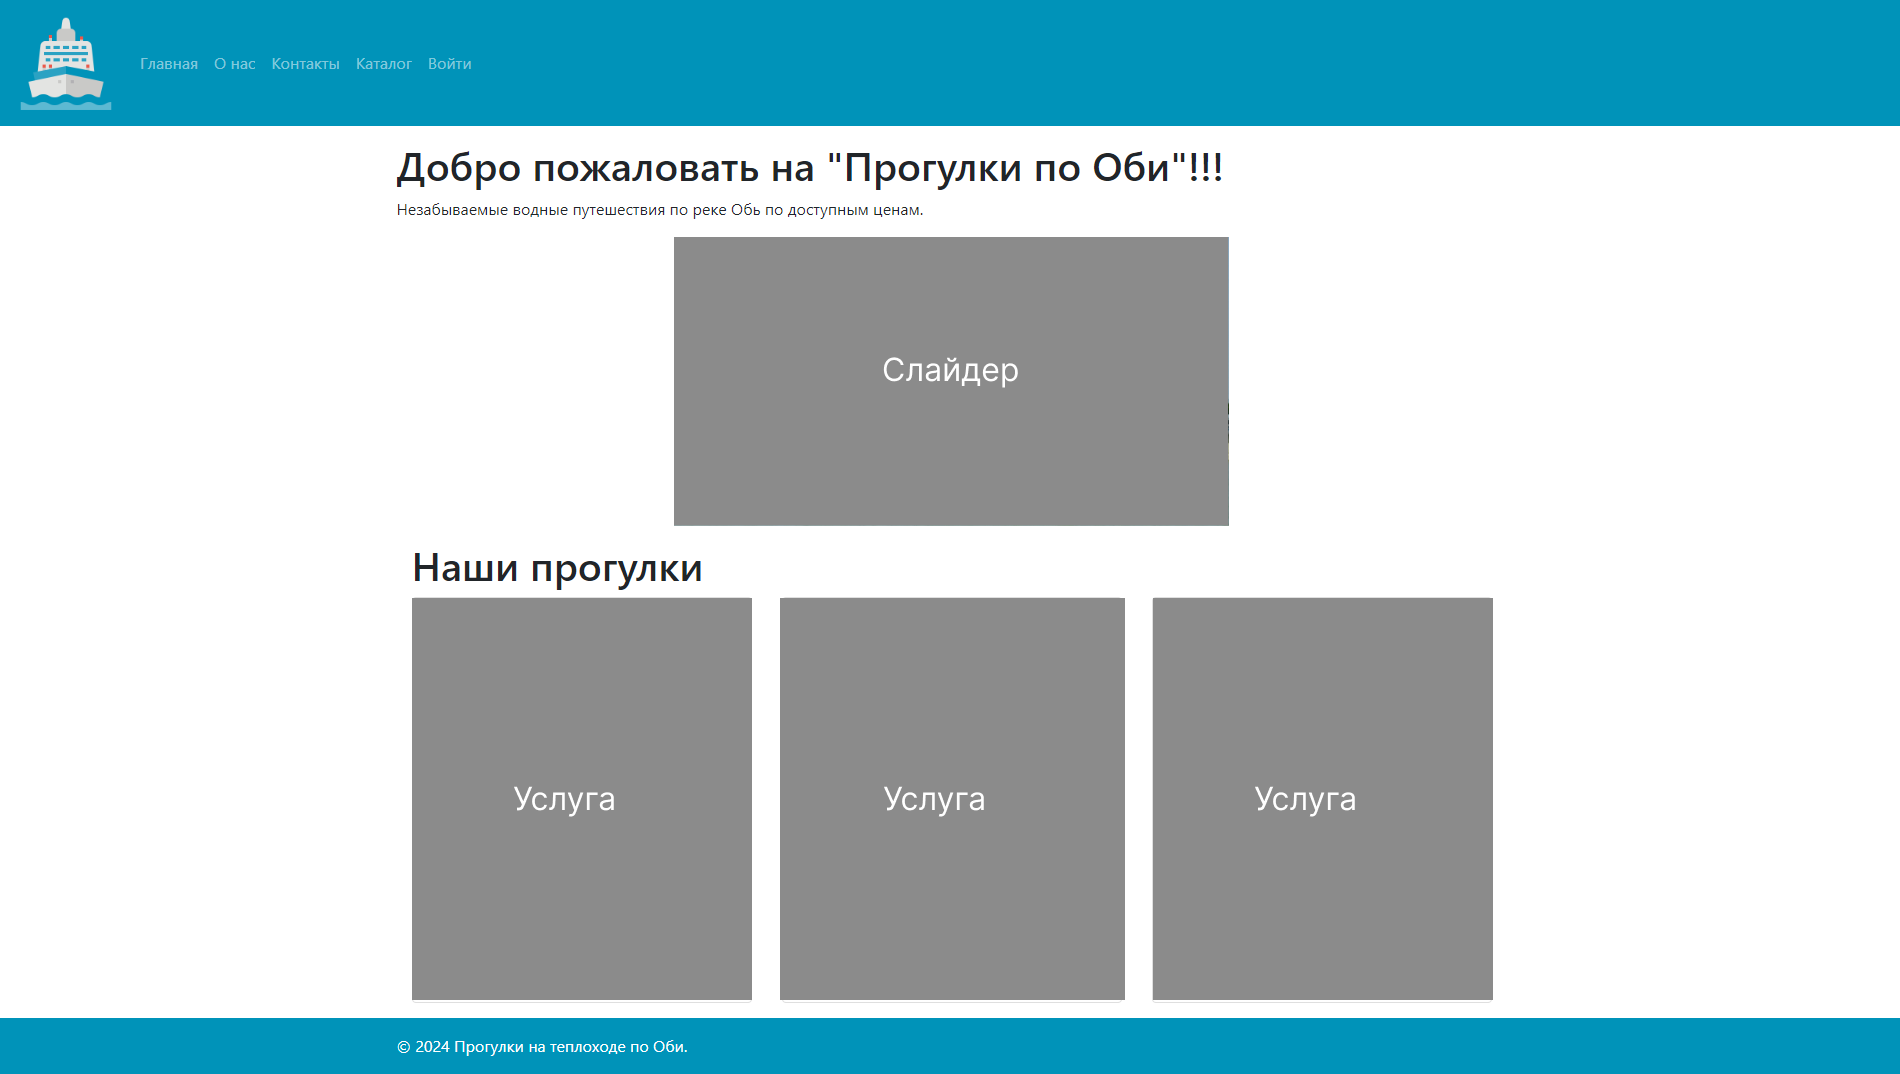 Главная О нас Контакты Каталог Войти
Добро пожаловать на "Прогулки по Оби"!!!
Незабываемые водные путешествия по реке Обь по доступным ценам.
Слайдер
Наши прогулки
Услуга Услуга Услуга
© 2024 Прогулки на теплоходе по Оби.